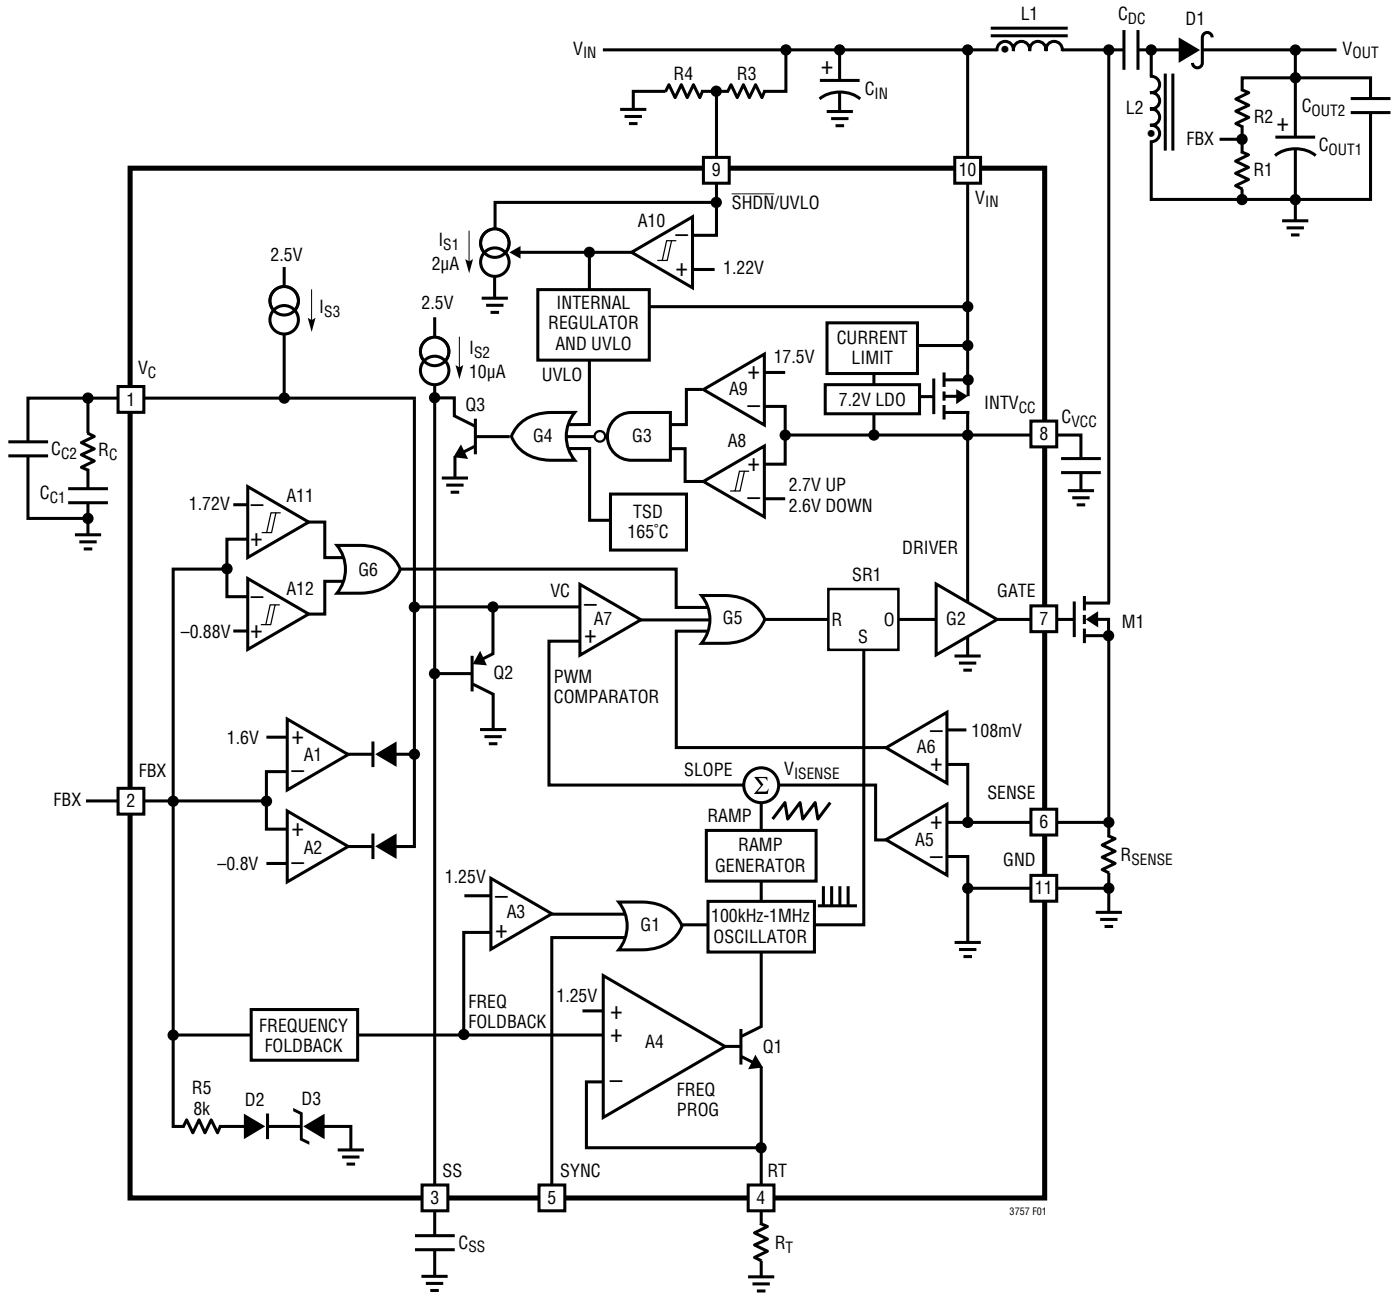 L1
CDC
D1
VIN
VOUT
R4
R3
CIN
L2
R2
COUT2
FBX
+
COUT1
R1
9
10
SHDN/UVLO
VIN
A10
IS1
2µA
1.22V
2.5V
IS3
2.5V
INTERNAL
REGULATOR
AND UVLO
CURRENT
LIMIT
IS2
10µA
17.5V
VC
UVLO
A9
7.2V LDO
INTVCC
CVCC
1
Q3
G4
G3
A8
8
CC2
RC
CC1
2.7V UP
2.6V DOWN
1.72V
A11
TSD
165˚C
DRIVER
G6
A12
SR1
GATE
VC
A7
G5
R
O
S
G2
7
M1
–0.88V
Q2
PWM
COMPARATOR
1.6V
A1
A6
108mV
SLOPE
Σ
VISENSE
FBX
FBX
2
RAMP
SENSE
6
A2
–0.8V
RAMP
GENERATOR
A5
GND
11
RSENSE
1.25V
A3
G1
100kHz-1MHz
OSCILLATOR
FREQUENCY
FOLDBACK
FREQ
FOLDBACK
1.25V
A4
Q1
R5
8k
D2
D3
FREQ
PROG
SS
SYNC
RT
3
5
4
3757 F01
CSS
RT